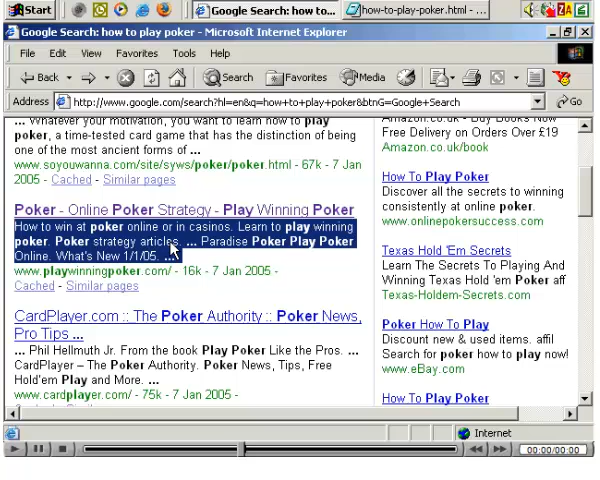 Start
Google Search: how to...
how-to-play-poker.html - ...
Google Search: how to play poker - Microsoft Internet Explorer
File Edit View Favorites Tools Help
Back Search Favorites Media
Address http://www.google.com/search?hl=en&q=how+to+play+poker&btnG=Google+Search Go
... Whatever your motivation, you want to learn how to play
poker, a time-tested card game that has the distinction of being
one of the most ancient forms of ...
www.soyouwanna.com/site/syws/poker/poker.html - 67k - 7 Jan
2005 - Cached - Similar pages
Poker - Online Poker Strategy - Play Winning Poker
How to win at poker online or in casinos. Learn to play winning
poker. Poker strategy articles. ... Paradise Poker Play Poker
Online. What's New 1/1/05. ...
www.playwinningpoker.com/ - 16k - 7 Jan 2005 -
Cached - Similar pages
CardPlayer.com :: The Poker Authority :: Poker News,
Pro Tips ...
... Phil Hellmuth Jr. From the book Play Poker Like the Pros. ...
CardPlayer – The Poker Authority. Poker News, Tips, Free
Hold'em Play and More. ...
www.cardplayer.com/ - 75k - 7 Jan 2005 -
Amazon.co.uk - Buy Books Now
Free Delivery on Orders Over £19
Amazon.co.uk/book
How To Play Poker
Discover all the secrets to winning
consistently at online poker.
www.onlinepokersuccess.com
Texas Hold 'Em Secrets
Learn The Secrets To Playing And
Winning Texas Hold 'em Poker aff
Texas-Holdem-Secrets.com
Poker How To Play
Discount new & used items. affil
Search for poker how to play now!
www.eBay.com
How To Play Poker
Internet
00:00/00:00